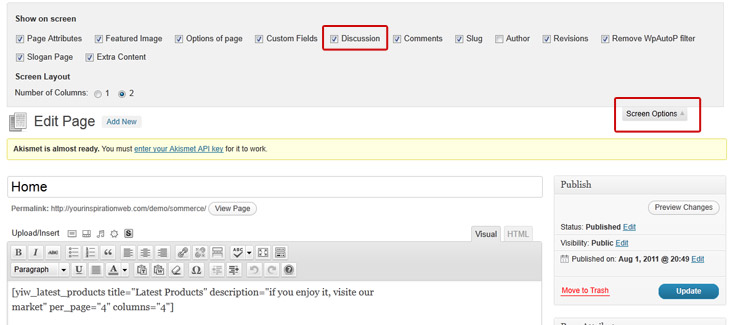 Show on screen
Page Attributes Featured Image Options of page Custom Fields Discussion Comments Slug Author Revisions Remove WpAutoP filter
Slogan Page Extra Content
Screen Layout
Number of Columns: 1 2
Screen Options
Edit Page Add New
Akismet is almost ready. You must enter your Akismet API key for it to work.
Home
Permalink: http://yourinspirationweb.com/demo/sommerce/ View Page
Upload/Insert S Visual HTML
B I ABC ABC
Paragraph U A Ω
[yiw_latest_products title="Latest Products" description="if you enjoy it, visite our
market" per_page="4" columns="4"]
Publish
Preview Changes
Status: Published Edit
Visibility: Public Edit
Published on: Aug 1, 2011 @ 20:49 Edit
Move to Trash Update